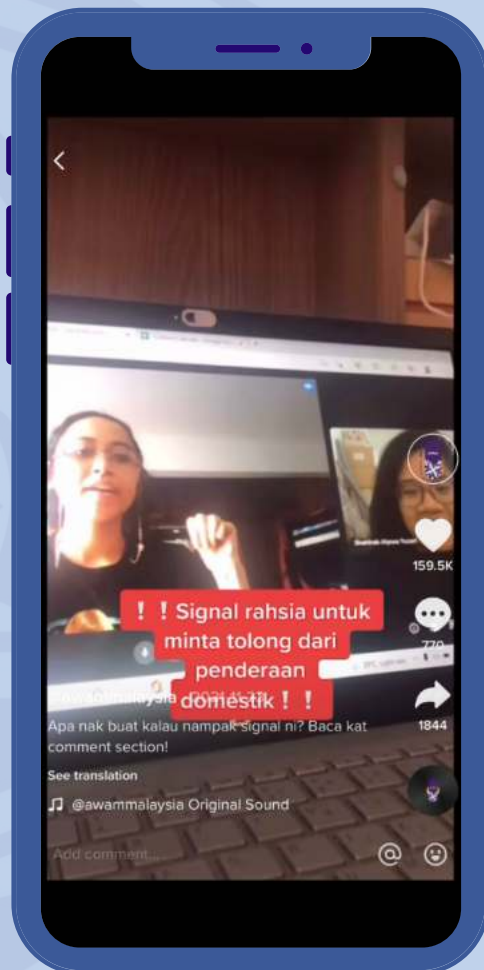 159.5K
! ! Signal rahsia untuk
minta tolong dari
penderaan
domestik ! !
770
1844
Apa nak buat kalau nampak signal ni? Baca kat
comment section!
See translation
@awammalaysia Original Sound
Add comment...